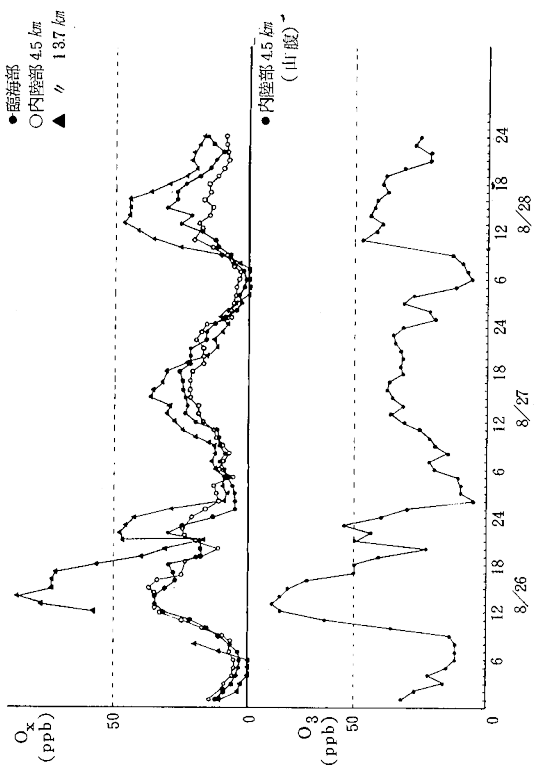 ●臨海部
○内陸部 4.5 km
▲ 〃 13.7 km
Ox
(ppb)
50
0
●内陸部 4.5 km
(山腹)
O3
(ppb)
50
0
6 12 18 24 6 12 18 24 6 12 18 24
8/26 8/27 8/28